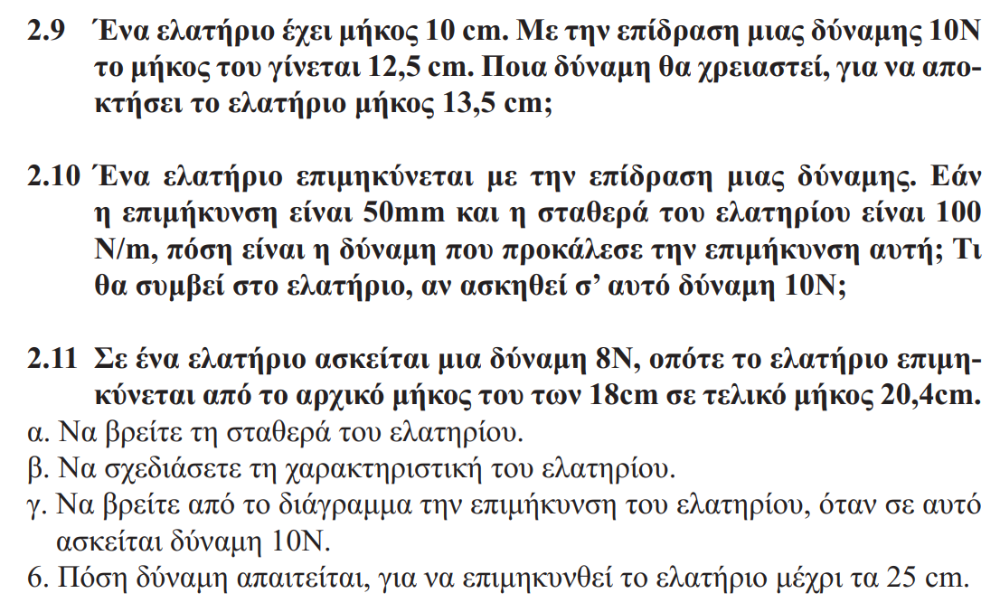 2.9 Ένα ελατήριο έχει μήκος 10 cm. Με την επίδραση μιας δύναμης 10N
το μήκος του γίνεται 12,5 cm. Ποια δύναμη θα χρειαστεί, για να απο-
κτήσει το ελατήριο μήκος 13,5 cm;
2.10 Ένα ελατήριο επιμηκύνεται με την επίδραση μιας δύναμης. Εάν
η επιμήκυνση είναι 50mm και η σταθερά του ελατηρίου είναι 100
N/m, πόση είναι η δύναμη που προκάλεσε την επιμήκυνση αυτή; Τι
θα συμβεί στο ελατήριο, αν ασκηθεί σ’ αυτό δύναμη 10N;
2.11 Σε ένα ελατήριο ασκείται μια δύναμη 8N, οπότε το ελατήριο επιμη-
κύνεται από το αρχικό μήκος του των 18cm σε τελικό μήκος 20,4cm.
α. Να βρείτε τη σταθερά του ελατηρίου.
β. Να σχεδιάσετε τη χαρακτηριστική του ελατηρίου.
γ. Να βρείτε από το διάγραμμα την επιμήκυνση του ελατηρίου, όταν σε αυτό
ασκείται δύναμη 10N.
6. Πόση δύναμη απαιτείται, για να επιμηκυνθεί το ελατήριο μέχρι τα 25 cm.